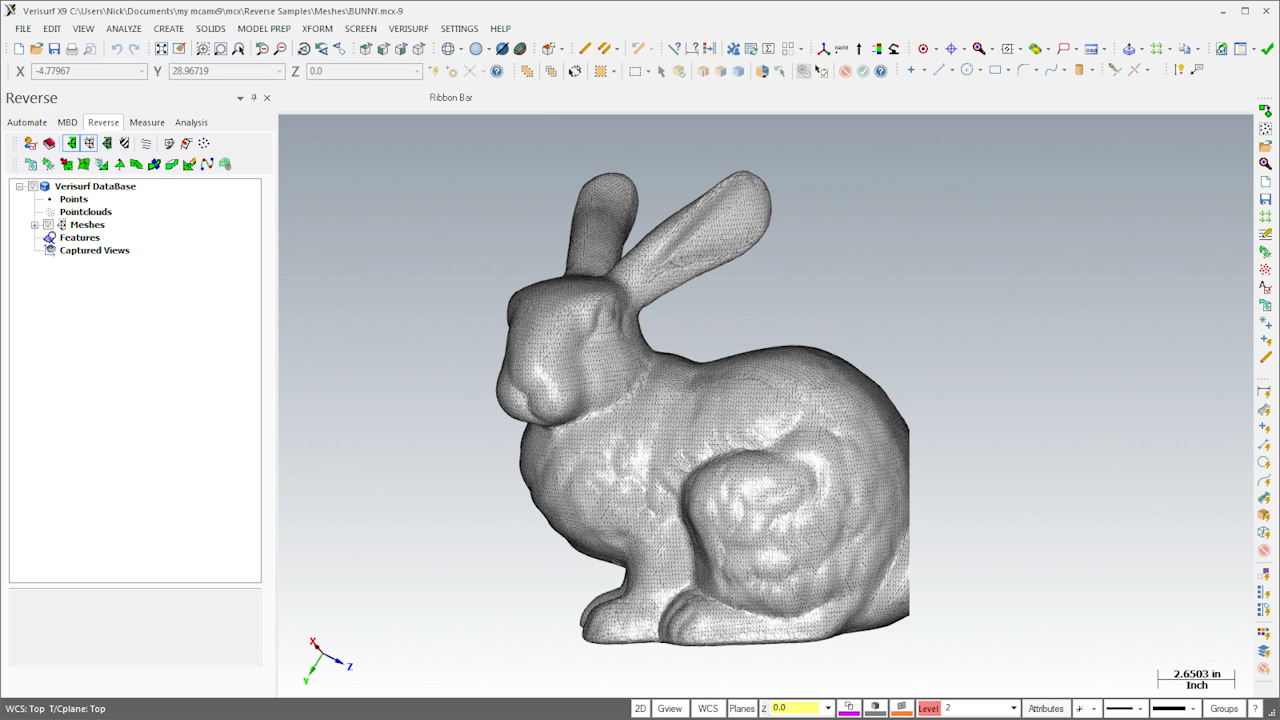 Verisurf X9 C:\Users\Nick\Documents\my mcamx9\mcx\Reverse Samples\Meshes\BUNNY.mcx-9
FILE EDIT VIEW ANALYZE CREATE SOLIDS MODEL PREP XFORM SCREEN VERISURF SETTINGS HELP
X -4.77967 Y 28.96719 Z 0.0
Reverse
Ribbon Bar
Automate MBD Reverse Measure Analysis
Verisurf DataBase
Points
Pointclouds
Meshes
Features
Captured Views
X
Z
Y
2.6503 in
Inch
WCS: Top T/Cplane: Top 2D Gview WCS Planes Z 0.0 Level 2 Attributes Groups ?